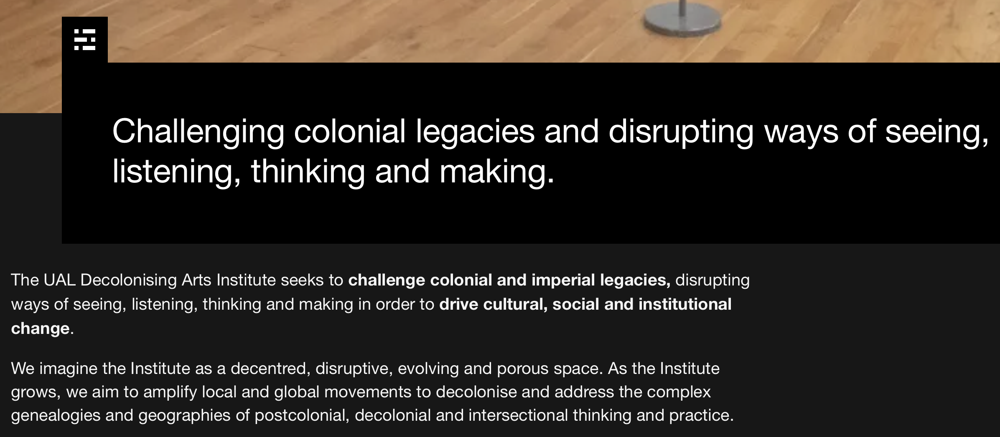 Challenging colonial legacies and disrupting ways of seeing,
listening, thinking and making.
The UAL Decolonising Arts Institute seeks to challenge colonial and imperial legacies, disrupting
ways of seeing, listening, thinking and making in order to drive cultural, social and institutional
change.
We imagine the Institute as a decentred, disruptive, evolving and porous space. As the Institute
grows, we aim to amplify local and global movements to decolonise and address the complex
genealogies and geographies of postcolonial, decolonial and intersectional thinking and practice.